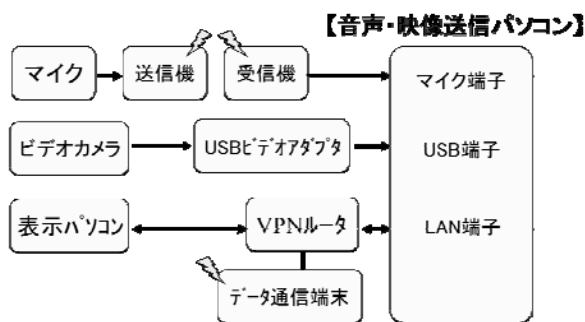 【音声・映像送信パソコン】
マイク
送信機
受信機
マイク端子
ビデオカメラ
USBﾋﾞﾃﾞｵｱﾀﾞﾌﾟﾀ
USB端子
表示ﾊﾟｿｺﾝ
VPNﾙｰﾀ
LAN端子
ﾃﾞｰﾀ通信端末